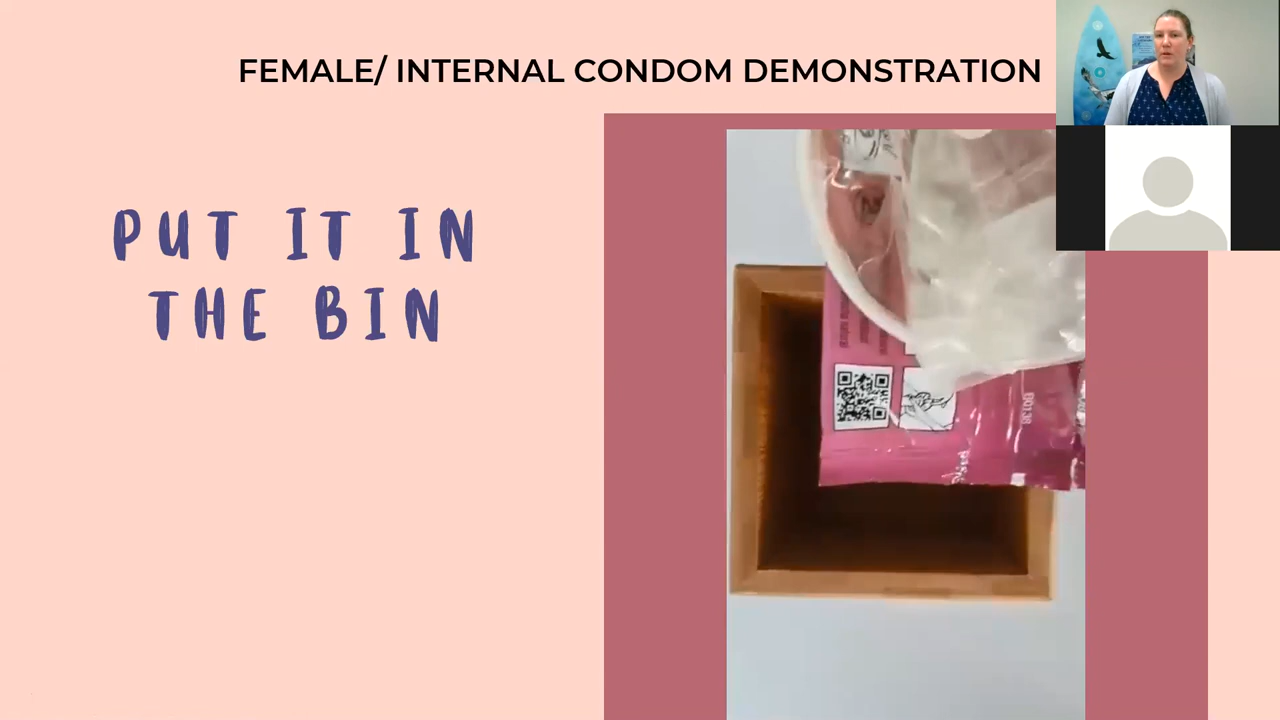 FEMALE/ INTERNAL CONDOM DEMONSTRATION
PUT IT IN
THE BIN